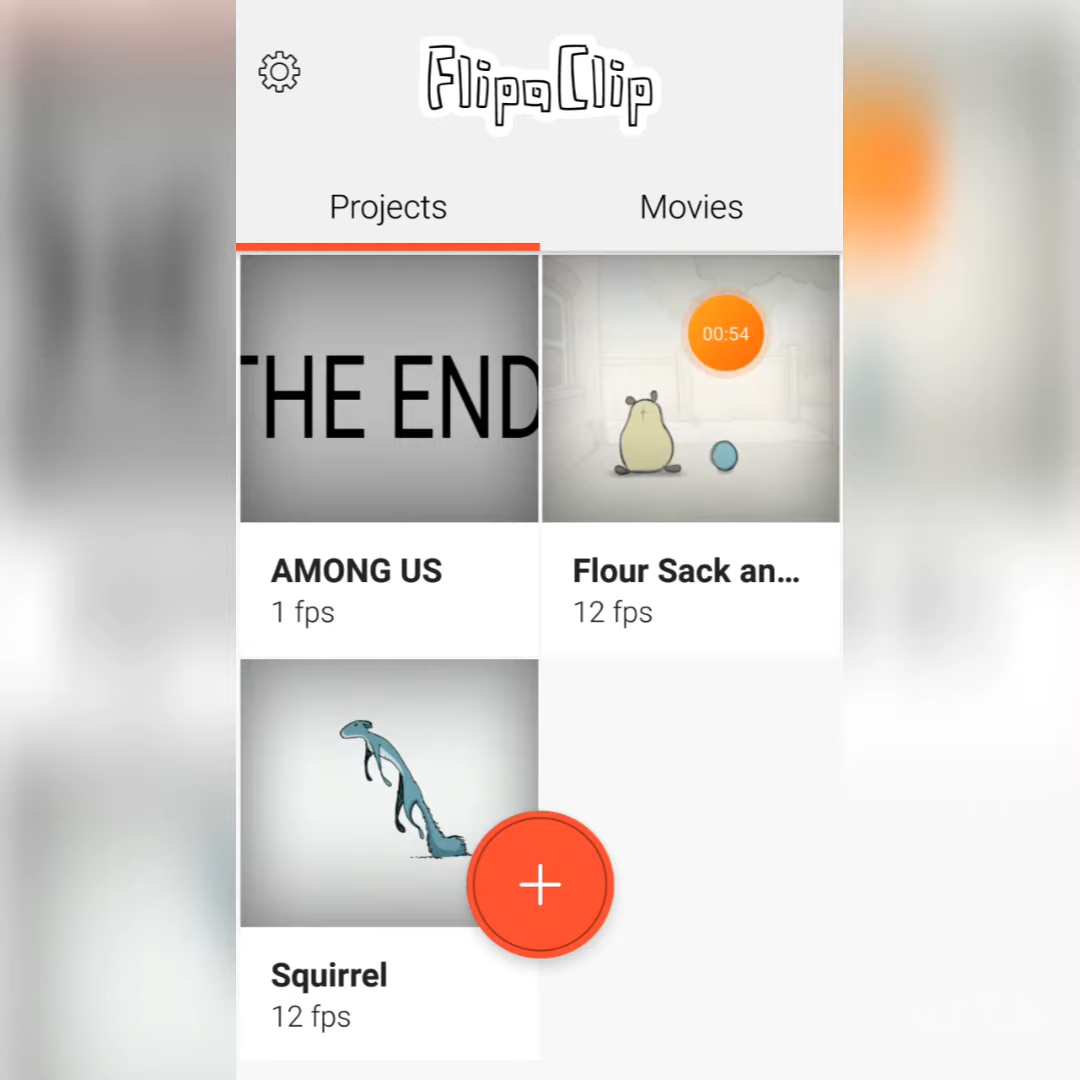 FlipaClip
Projects
Movies
THE END
00:54
AMONG US
1 fps
Flour Sack an...
12 fps
Squirrel
12 fps